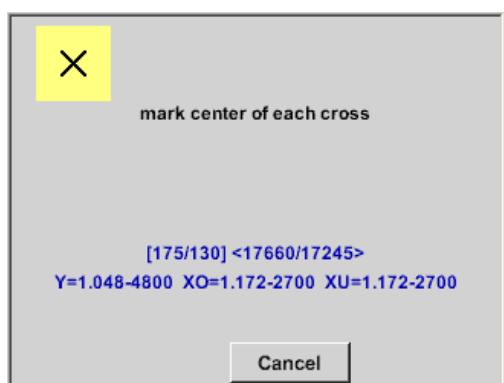 mark center of each cross
[175/130] <17660/17245>
Y=1.048-4800 XO=1.172-2700 XU=1.172-2700
Cancel